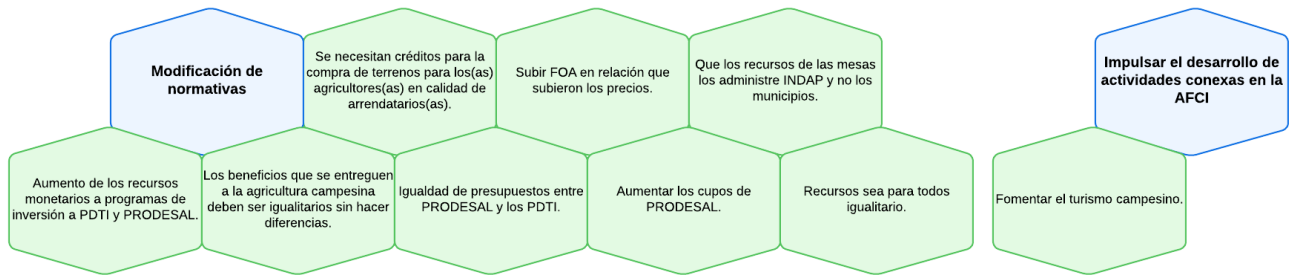 Modificación de
normativas
Se necesitan créditos para la
compra de terrenos para los(as)
agricultores(as) en calidad de
arrendatarios(as).
Subir FOA en relación que
subieron los precios.
Que los recursos de las mesas
los administre INDAP y no los
municipios.
Impulsar el desarrollo de
actividades conexas en la
AFCI
Aumento de los recursos
monetarios a programas de
inversión a PDTI y PRODESAL.
Los beneficios que se entreguen
a la agricultura campesina
deben ser igualitarios sin hacer
diferencias.
Igualdad de presupuestos entre
PRODESAL y los PDTI.
Aumentar los cupos de
PRODESAL.
Recursos sea para todos
igualitario.
Fomentar el turismo campesino.